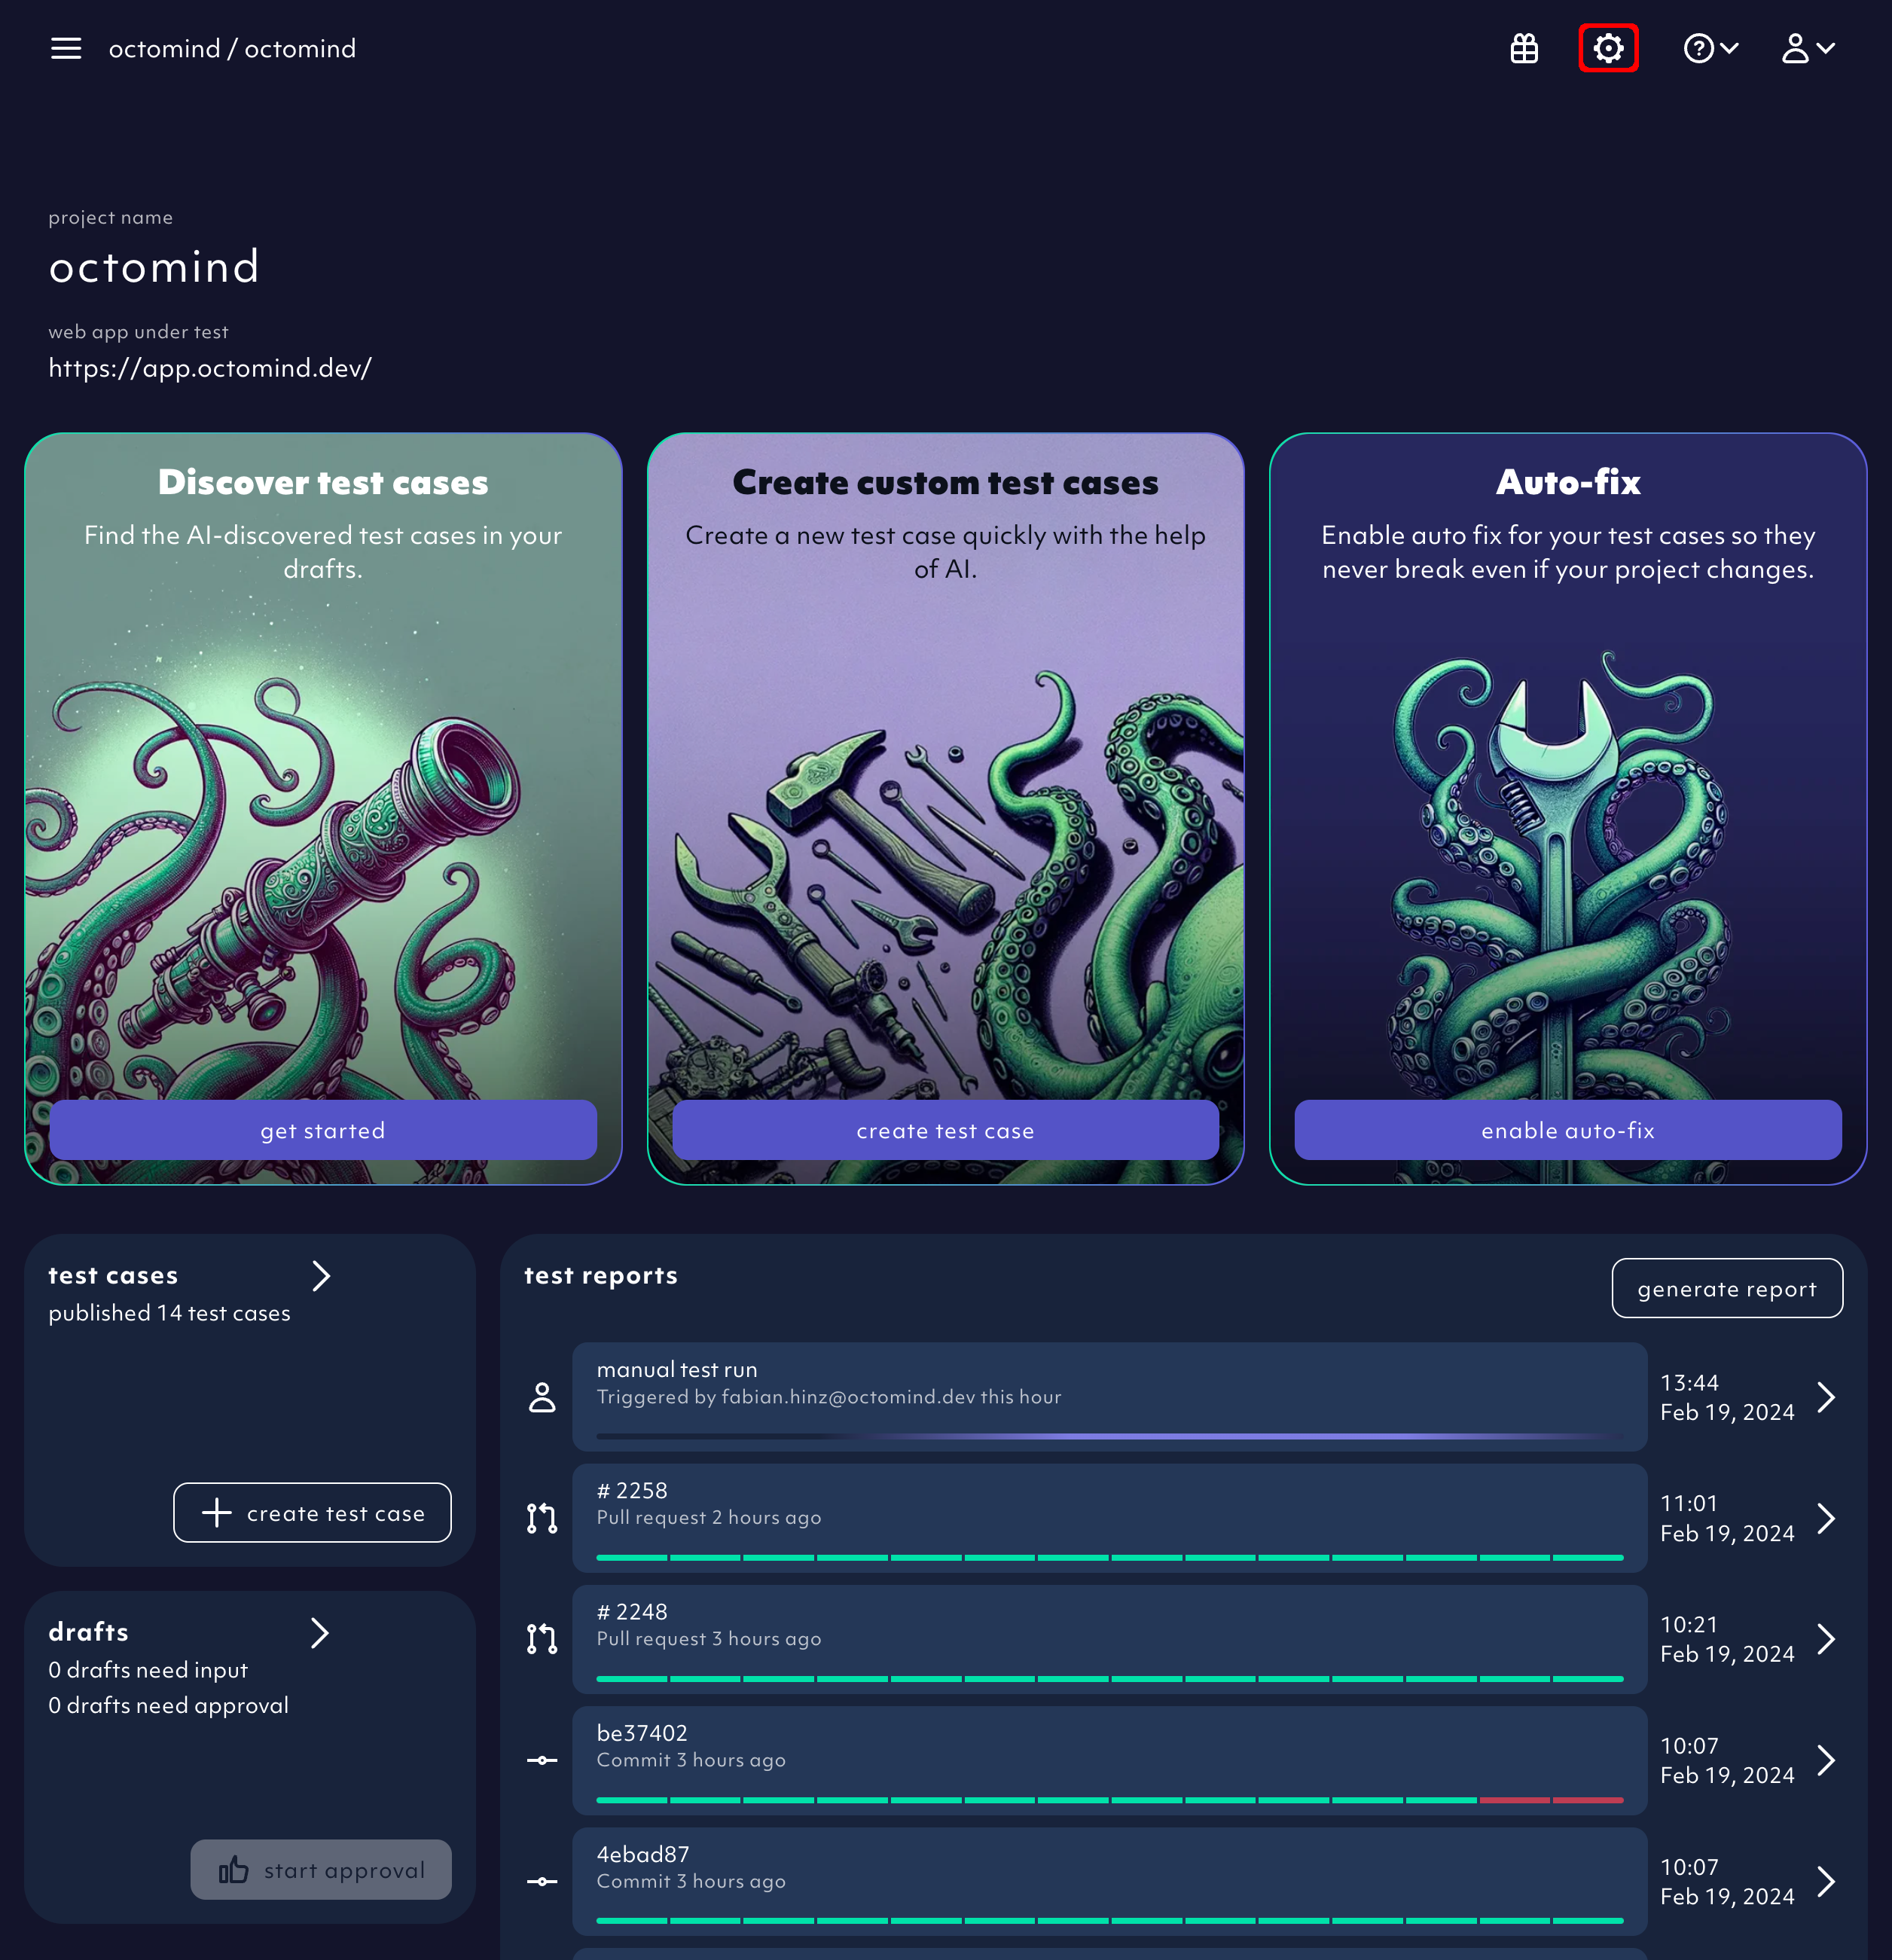 octomind / octomind
project name
octomind
web app under test
https://app.octomind.dev/
Discover test cases
Find the AI-discovered test cases in your
drafts.
get started
Create custom test cases
Create a new test case quickly with the help
of AI.
create test case
Auto-fix
Enable auto fix for your test cases so they
never break even if your project changes.
enable auto-fix
test cases
published 14 test cases
create test case
drafts
0 drafts need input
0 drafts need approval
start approval
test reports
generate report
manual test run
Triggered by fabian.hinz@octomind.dev this hour
13:44
Feb 19, 2024
# 2258
Pull request 2 hours ago
11:01
Feb 19, 2024
# 2248
Pull request 3 hours ago
10:21
Feb 19, 2024
be37402
Commit 3 hours ago
10:07
Feb 19, 2024
4ebad87
Commit 3 hours ago
10:07
Feb 19, 2024